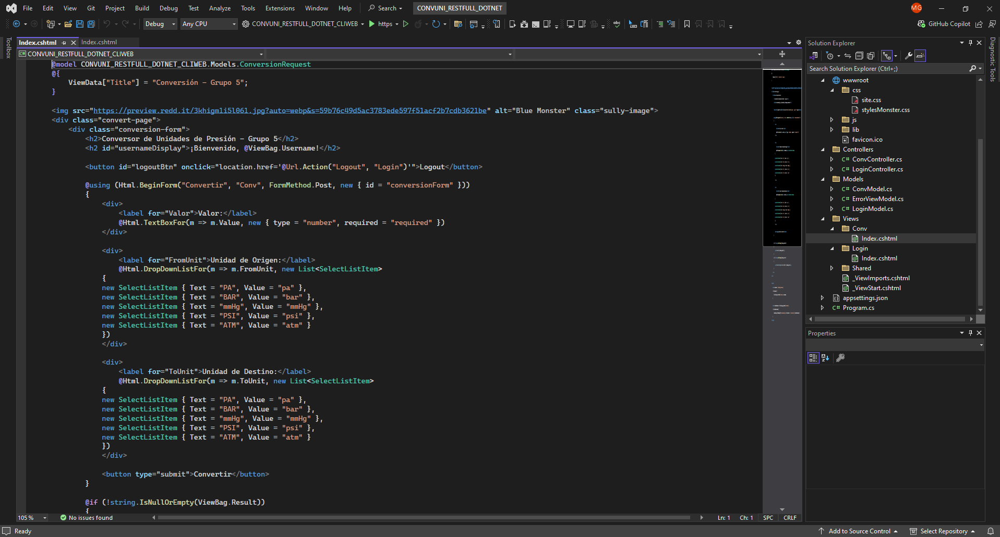 File Edit View Git Project Build Debug Test Analyze Tools Extensions Window Help Search CONVUNI_RESTFULL_DOTNET MG
Debug Any CPU CONVUNI_RESTFULL_DOTNET_CLIWEB https GitHub Copilot
Toolbox
Index.cshtml Index.cshtml
CONVUNI_RESTFULL_DOTNET_CLIWEB
@model CONVUNI_RESTFULL_DOTNET_CLIWEB.Models.ConversionRequest
@{
ViewData["Title"] = "Conversión - Grupo 5";
}
<img src="https://preview.redd.it/3khigm1i5l061.jpg?auto=webp&s=59b76c49d5ac3783ede597f51acf2b7cdb3621be" alt="Blue Monster" class="sully-image">
<div class="convert-page">
<div class="conversion-form">
<h2>Conversor de Unidades de Presión - Grupo 5</h2>
<h2 id="usernameDisplay">¡Bienvenido, @ViewBag.Username!</h2>
<button id="logoutBtn" onclick="location.href='@Url.Action("Logout", "Login")'">Logout</button>
@using (Html.BeginForm("Convertir", "Conv", FormMethod.Post, new { id = "conversionForm" }))
{
<div>
<label for="Valor">Valor:</label>
@Html.TextBoxFor(m => m.Value, new { type = "number", required = "required" })
</div>
<div>
<label for="FromUnit">Unidad de Origen:</label>
@Html.DropDownListFor(m => m.FromUnit, new List<SelectListItem>
{
new SelectListItem { Text = "PA", Value = "pa" },
new SelectListItem { Text = "BAR", Value = "bar" },
new SelectListItem { Text = "mmHg", Value = "mmHg" },
new SelectListItem { Text = "PSI", Value = "psi" },
new SelectListItem { Text = "ATM", Value = "atm" }
})
</div>
<div>
<label for="ToUnit">Unidad de Destino:</label>
@Html.DropDownListFor(m => m.ToUnit, new List<SelectListItem>
{
new SelectListItem { Text = "PA", Value = "pa" },
new SelectListItem { Text = "BAR", Value = "bar" },
new SelectListItem { Text = "mmHg", Value = "mmHg" },
new SelectListItem { Text = "PSI", Value = "psi" },
new SelectListItem { Text = "ATM", Value = "atm" }
})
</div>
<button type="submit">Convertir</button>
}
@if (!string.IsNullOrEmpty(ViewBag.Result))
{
105 % No issues found Ln: 1 Ch: 1 SPC CRLF
Solution Explorer
Search Solution Explorer (Ctrl+;)
wwwroot
css
site.css
stylesMonster.css
js
lib
favicon.ico
Controllers
C# ConvController.cs
C# LoginController.cs
Models
C# ConvModel.cs
C# ErrorViewModel.cs
C# LoginModel.cs
Views
Conv
Index.cshtml
Login
Index.cshtml
Shared
_ViewImports.cshtml
_ViewStart.cshtml
appsettings.json
C# Program.cs
Properties
Diagnostic Tools
Ready Add to Source Control Select Repository